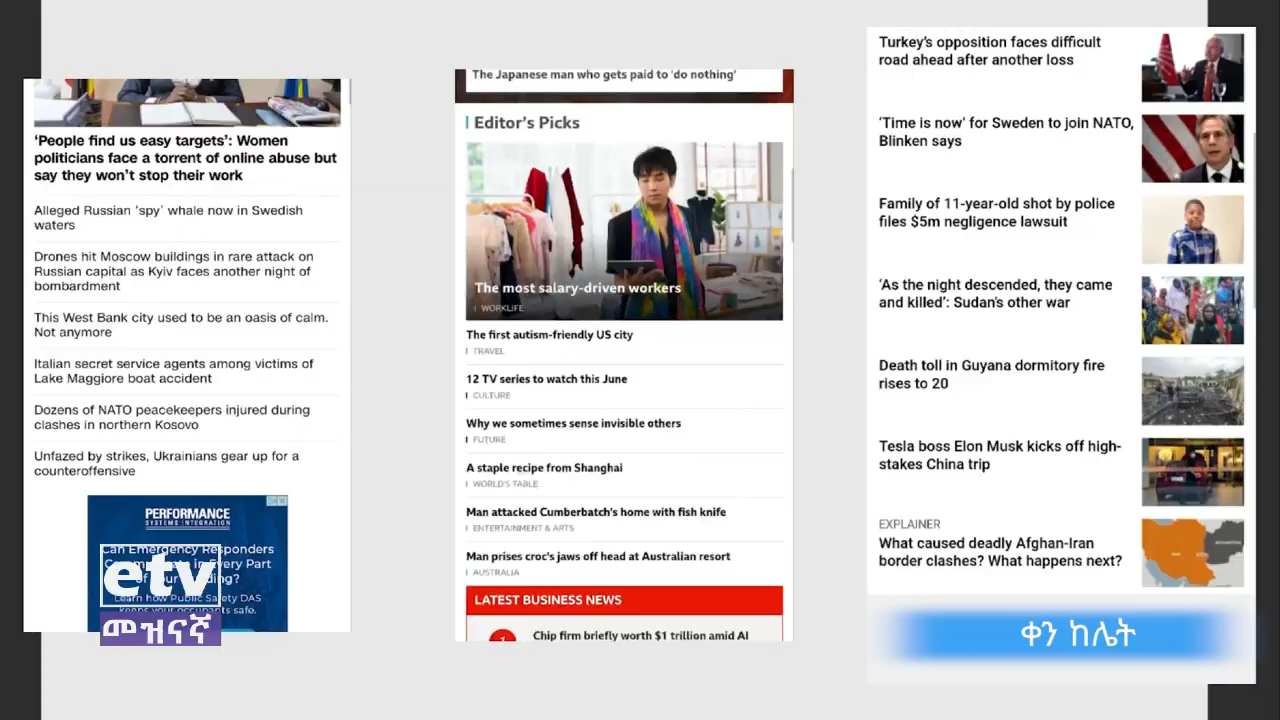 'People find us easy targets': Women
politicians face a torrent of online abuse but
say they won't stop their work
Alleged Russian 'spy' whale now in Swedish
waters
Drones hit Moscow buildings in rare attack on
Russian capital as Kyiv faces another night of
bombardment
This West Bank city used to be an oasis of calm.
Not anymore
Italian secret service agents among victims of
Lake Maggiore boat accident
Dozens of NATO peacekeepers injured during
clashes in northern Kosovo
Unfazed by strikes, Ukrainians gear up for a
counteroffensive
PERFORMANCE
SYSTEMS INTEGRATION
Can Emergency Responders
in Every Part
Learn how Public Safety DAS
keeps your occupants safe.
etv
መዝናኛ
The Japanese man who gets paid to 'do nothing'
Editor's Picks
The most salary-driven workers
WORKLIFE
The first autism-friendly US city
TRAVEL
12 TV series to watch this June
CULTURE
Why we sometimes sense invisible others
FUTURE
A staple recipe from Shanghai
WORLD'S TABLE
Man attacked Cumberbatch's home with fish knife
ENTERTAINMENT & ARTS
Man prises croc's jaws off head at Australian resort
AUSTRALIA
LATEST BUSINESS NEWS
1
Chip firm briefly worth $1 trillion amid AI
Turkey's opposition faces difficult
road ahead after another loss
'Time is now' for Sweden to join NATO,
Blinken says
Family of 11-year-old shot by police
files $5m negligence lawsuit
'As the night descended, they came
and killed': Sudan's other war
Death toll in Guyana dormitory fire
rises to 20
Tesla boss Elon Musk kicks off high-
stakes China trip
EXPLAINER
What caused deadly Afghan-Iran
border clashes? What happens next?
ቀን ከሌት